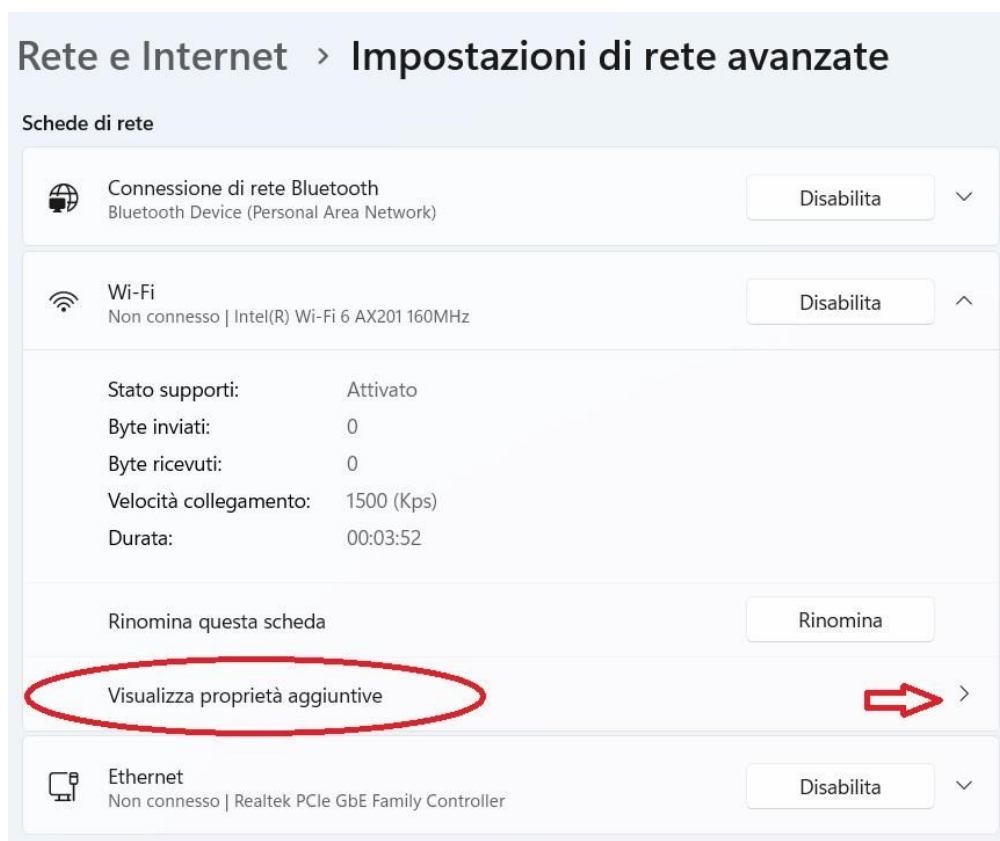 Rete e Internet > Impostazioni di rete avanzate
Schede di rete
Connessione di rete Bluetooth
Bluetooth Device (Personal Area Network)
Disabilita
Wi-Fi
Non connesso | Intel(R) Wi-Fi 6 AX201 160MHz
Disabilita
Stato supporti: Attivato
Byte inviati: 0
Byte ricevuti: 0
Velocità collegamento: 1500 (Kps)
Durata: 00:03:52
Rinomina questa scheda
Rinomina
Visualizza proprietà aggiuntive
Ethernet
Non connesso | Realtek PCIe GbE Family Controller
Disabilita